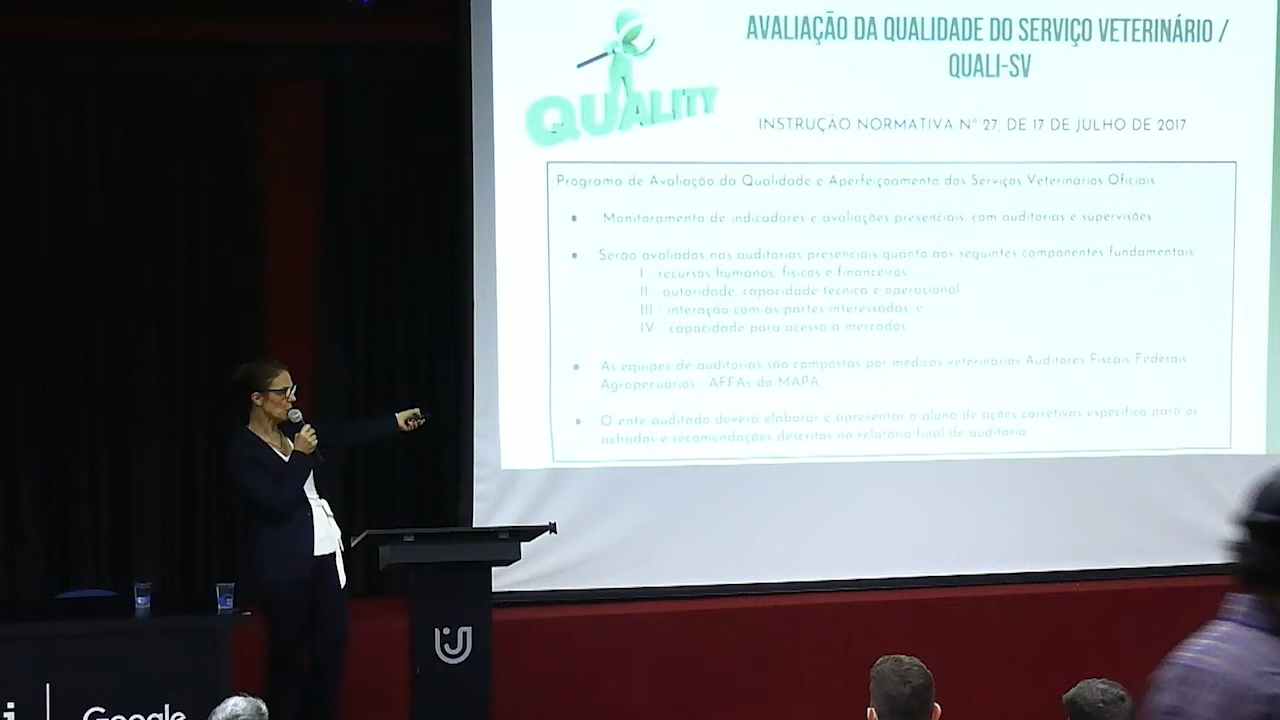 QUALITY
AVALIAÇÃO DA QUALIDADE DO SERVIÇO VETERINÁRIO /
QUALI-SV
INSTRUÇÃO NORMATIVA Nº 27, DE 17 DE JULHO DE 2017
Programa de Avaliação da Qualidade e Aperfeiçoamento dos Serviços Veterinários Oficiais
• Monitoramento de indicadores e avaliações presenciais, com auditorias e supervisões
• Serão avaliados nas auditorias presenciais quanto aos seguintes componentes fundamentais:
I - recursos humanos, físicos e financeiros
II - autoridade, capacidade técnica e operacional
III - interação com as partes interessadas, e
IV - capacidade para acesso a mercados
• As equipes de auditorias são compostas por médicos veterinários Auditores Fiscais Federais
Agropecuários - AFFAs do MAPA.
• O ente auditado deverá elaborar e apresentar o plano de ações corretivas específico para os
achados e recomendações descritas no relatório final de auditoria
Google